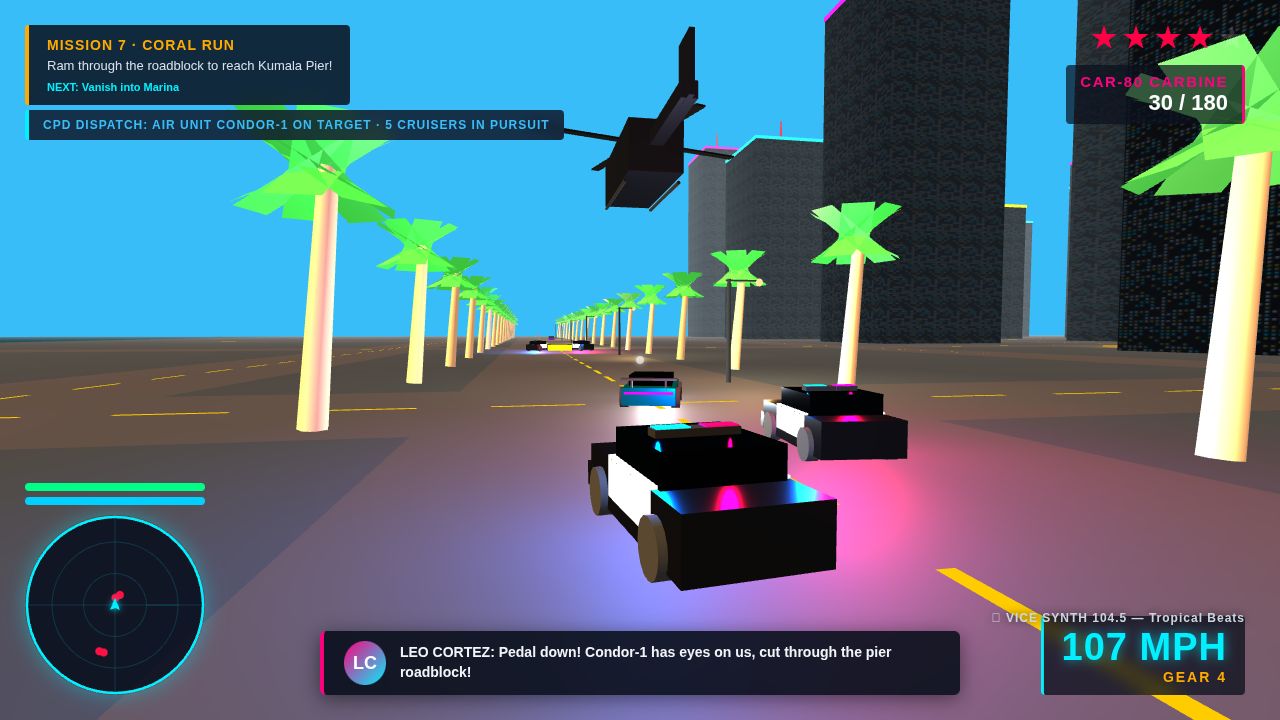 MISSION 7 · CORAL RUN
Ram through the roadblock to reach Kumala Pier!
NEXT: Vanish into Marina
CPD DISPATCH: AIR UNIT CONDOR-1 ON TARGET · 5 CRUISERS IN PURSUIT
★★★★★
CAR-80 CARBINE
30 / 180
VICE SYNTH 104.5 — Tropical Beats
107 MPH
GEAR 4
LC
LEO CORTEZ: Pedal down! Condor-1 has eyes on us, cut through the pier
roadblock!